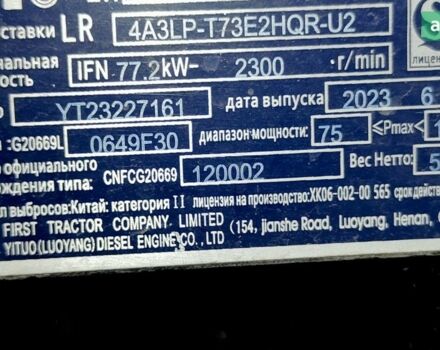 ставки LR 4A3LP-T73E2HQR-U2
альная
ость IFN 77.2kW- 2300 ·r/min
YT23227161 дата выпуска 2023 6
:G20669L 0649F30 диапазон мощности: 75 ≤Pmax
официального
ждения типа: CNFCG20669 120002 Вес Нетто: 5
л выбросов:Китай: категория II лицензия на производство: XK06-002-00 565 срок действ
FIRST TRACTOR COMPANY LIMITED
YITUO(LUOYANG) DIESEL ENGINE CO., LTD (154, jianshe Road, Luoyang, Henan,
лицен